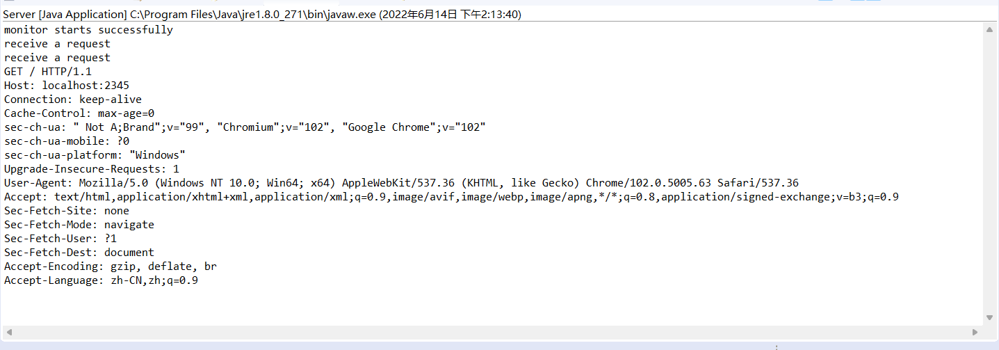 Server [Java Application] C:\Program Files\Java\jre1.8.0_271\bin\javaw.exe (2022年6月14日 下午2:13:40)
monitor starts successfully
receive a request
receive a request
GET / HTTP/1.1
Host: localhost:2345
Connection: keep-alive
Cache-Control: max-age=0
sec-ch-ua: " Not A;Brand";v="99", "Chromium";v="102", "Google Chrome";v="102"
sec-ch-ua-mobile: ?0
sec-ch-ua-platform: "Windows"
Upgrade-Insecure-Requests: 1
User-Agent: Mozilla/5.0 (Windows NT 10.0; Win64; x64) AppleWebKit/537.36 (KHTML, like Gecko) Chrome/102.0.5005.63 Safari/537.36
Accept: text/html,application/xhtml+xml,application/xml;q=0.9,image/avif,image/webp,image/apng,*/*;q=0.8,application/signed-exchange;v=b3;q=0.9
Sec-Fetch-Site: none
Sec-Fetch-Mode: navigate
Sec-Fetch-User: ?1
Sec-Fetch-Dest: document
Accept-Encoding: gzip, deflate, br
Accept-Language: zh-CN,zh;q=0.9